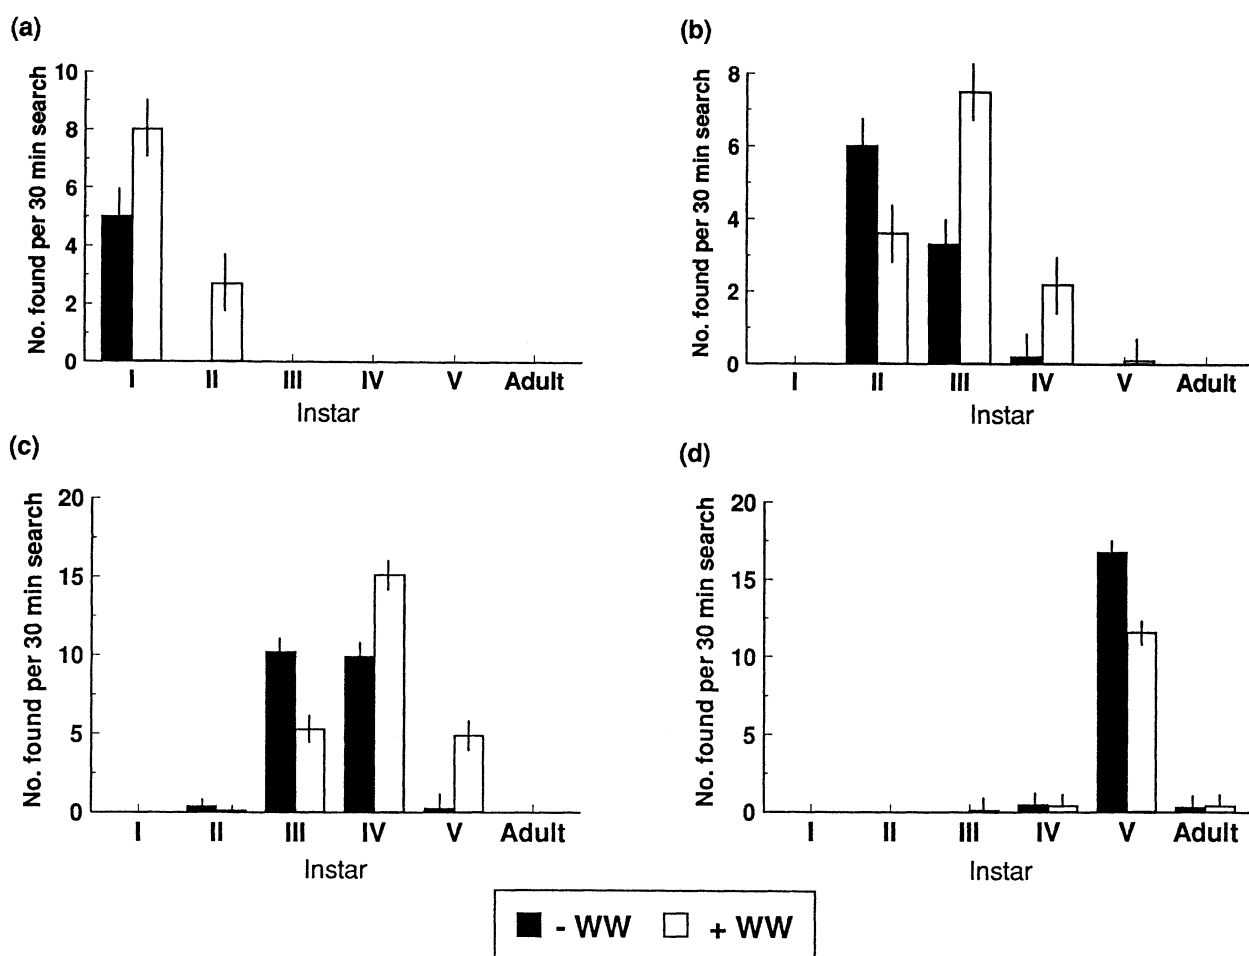 (a)
No. found per 30 min search
10
8
6
4
2
0
I II III IV V Adult
Instar
(b)
No. found per 30 min search
8
6
4
2
0
I II III IV V Adult
Instar
(c)
No. found per 30 min search
20
15
10
5
0
I II III IV V Adult
Instar
(d)
No. found per 30 min search
20
15
10
5
0
I II III IV V Adult
Instar
- WW + WW